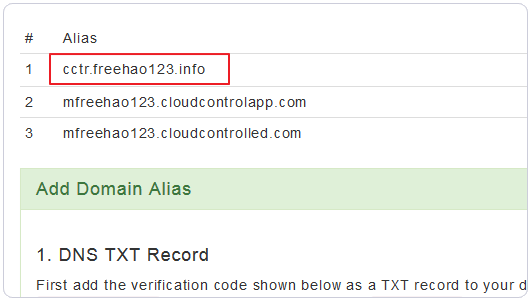 # Alias
1 cctr.freehao123.info
2 mfreehao123.cloudcontrolapp.com
3 mfreehao123.cloudcontrolled.com
Add Domain Alias
1. DNS TXT Record
First add the verification code shown below as a TXT record to your d